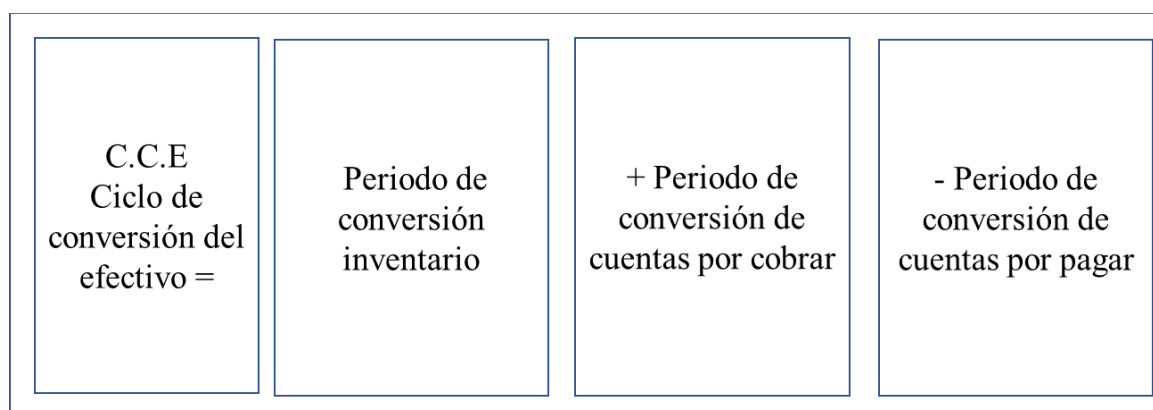 C.C.E
Ciclo de
conversión del
efectivo =
Periodo de
conversión
inventario
+ Periodo de
conversión de
cuentas por cobrar
- Periodo de
conversión de
cuentas por pagar